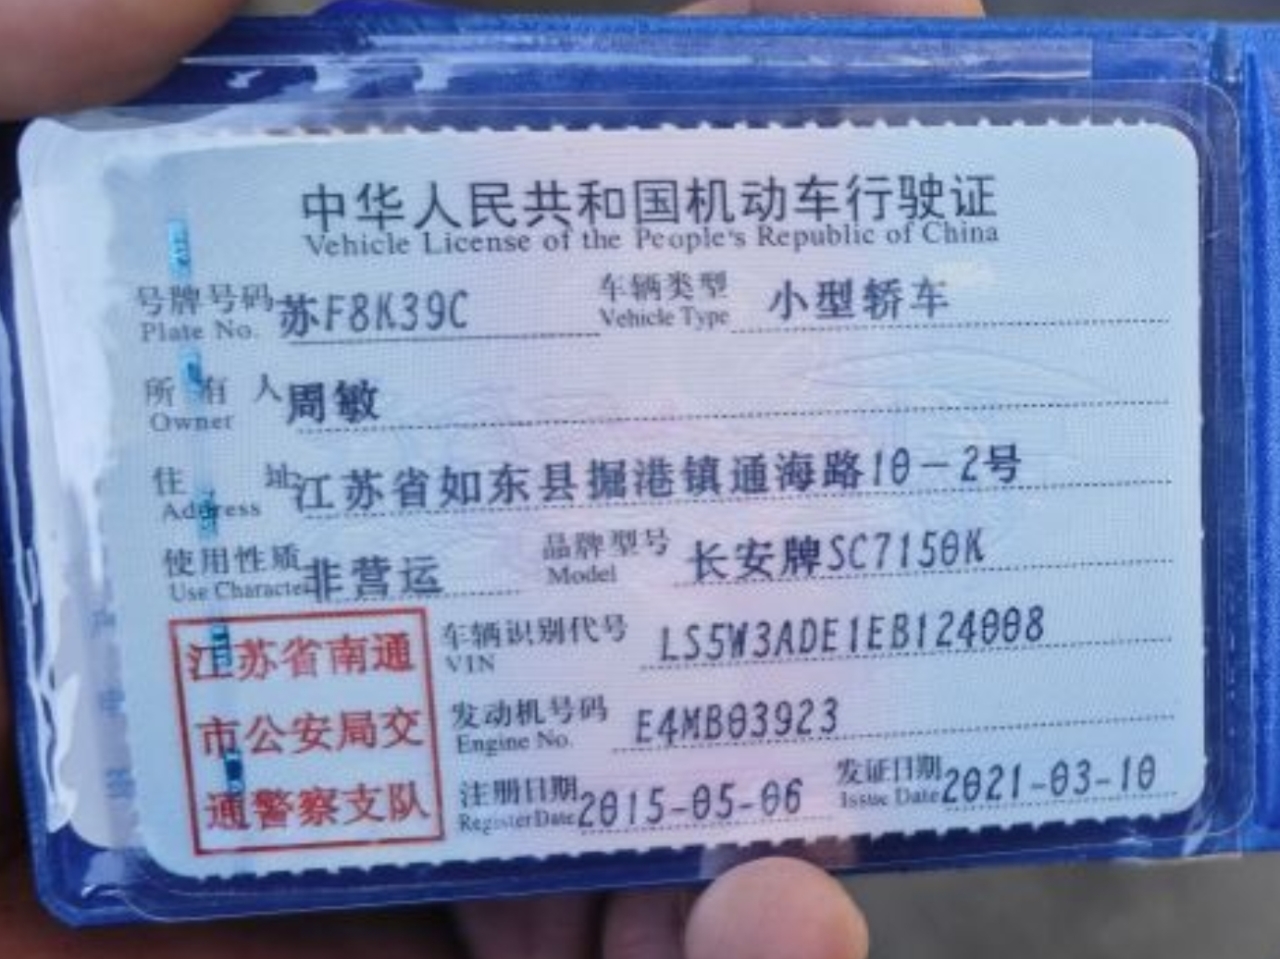 中华人民共和国机动车行驶证
Vehicle License of the People's Republic of China
号牌号码 苏F8K39C 车辆类型 小型轿车
Plate No. Vehicle Type
所有人 周敏
Owner
住址 江苏省如东县掘港镇通海路10-2号
Address
使用性质 非营运 品牌型号 长安牌SC7150K
Use Character Model
江苏省南通
市公安局交
通警察支队
车辆识别代号 LS5W3ADE1EB124008
VIN
发动机号码 E4MB03923
Engine No.
注册日期 2015-05-06 发证日期 2021-03-10
Register Date Issue Date